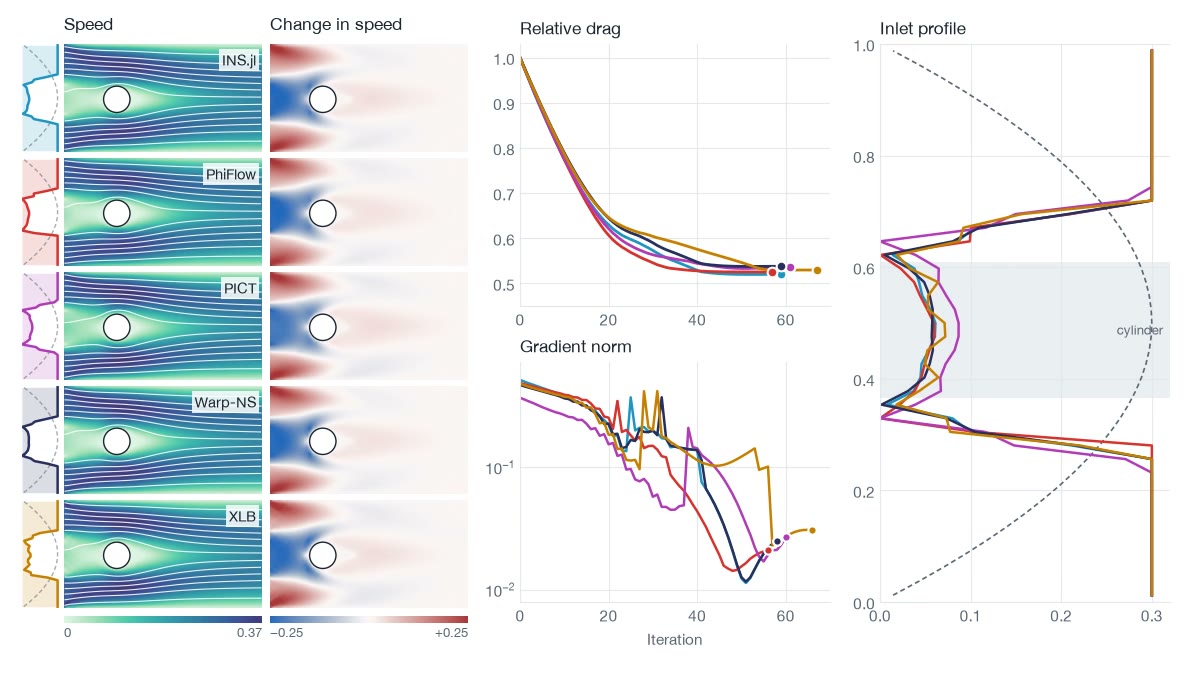 Speed
Change in speed
INS.jl
PhiFlow
PICT
Warp-NS
XLB
0 0.37
−0.25 +0.25
Relative drag
1.0
0.9
0.8
0.7
0.6
0.5
0 20 40 60
Gradient norm
10⁻¹
10⁻²
0 20 40 60
Iteration
Inlet profile
1.0
0.8
0.6
cylinder
0.4
0.2
0.0
0.0 0.1 0.2 0.3